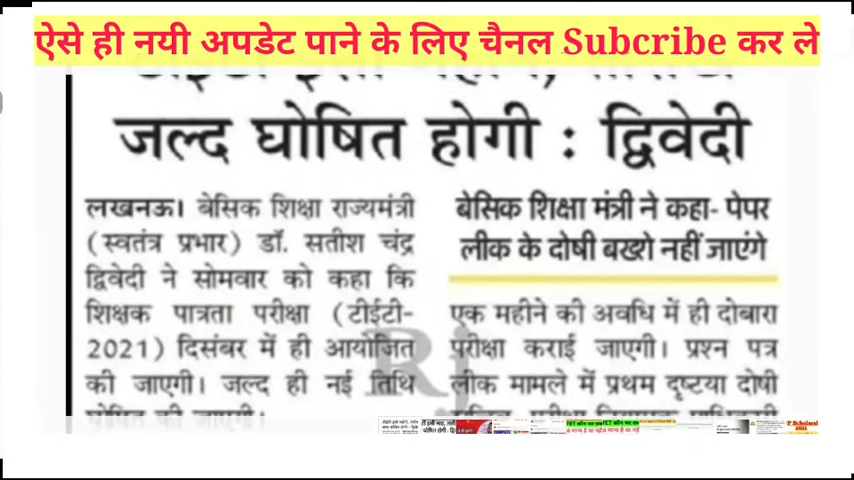 ऐसे ही नयी अपडेट पाने के लिए चैनल Subcribe कर ले
जल्द घोषित होगी : द्विवेदी
लखनऊ। बेसिक शिक्षा राज्यमंत्री
(स्वतंत्र प्रभार) डॉ. सतीश चंद्र
द्विवेदी ने सोमवार को कहा कि
शिक्षक पात्रता परीक्षा (टीईटी-
2021) दिसंबर में ही आयोजित
की जाएगी। जल्द ही नई तिथि
घोषित की जाएगी।
बेसिक शिक्षा मंत्री ने कहा- पेपर
लीक के दोषी बख्शे नहीं जाएंगे
एक महीने की अवधि में ही दोबारा
परीक्षा कराई जाएगी। प्रश्न पत्र
लीक मामले में प्रथम दृष्टया दोषी
Rj